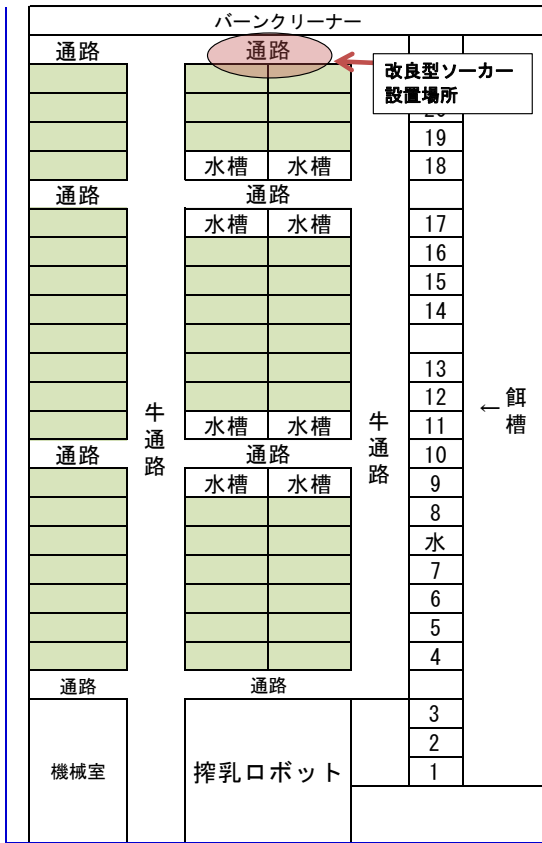 バーンクリーナー
通路 通路
改良型ソーカー
設置場所
19
水槽 水槽 18
通路 通路
水槽 水槽 17
16
15
14
13
12
水槽 水槽 11
通路 通路 10
水槽 水槽 9
8
水
7
6
5
4
牛通路
牛通路
←餌槽
通路 通路
3
2
1
機械室 搾乳ロボット